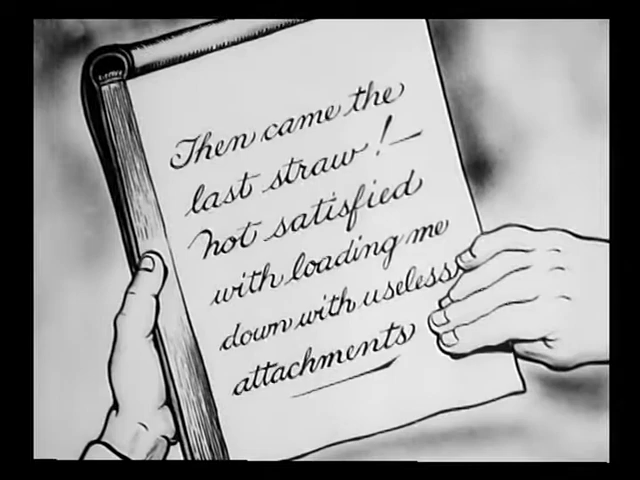 Then came the
last straw! —
not satisfied
with loading me
down with useless
attachments